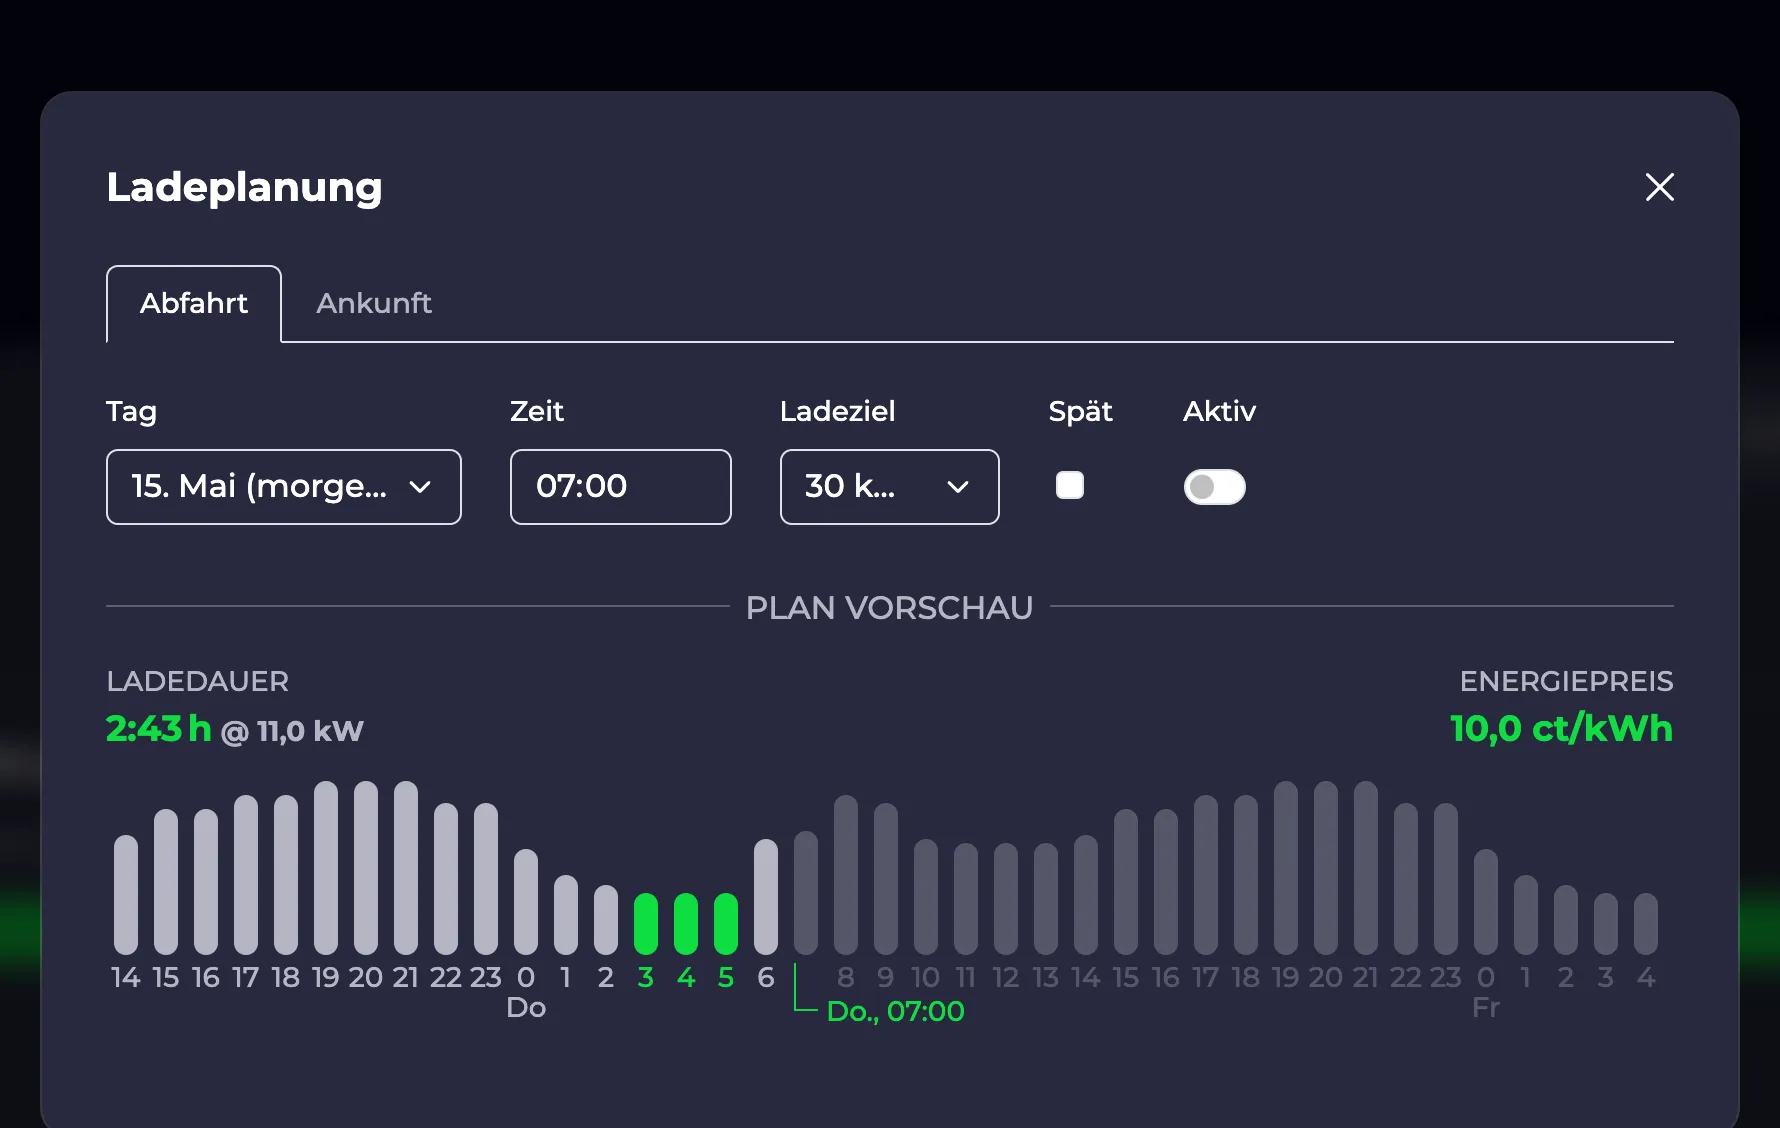 Ladeplanung
Abfahrt Ankunft
Tag Zeit Ladeziel Spät Aktiv
15. Mai (morge... 07:00 30 k...
PLAN VORSCHAU
LADEDAUER ENERGIEPREIS
2:43 h @ 11,0 kW 10,0 ct/kWh
14 15 16 17 18 19 20 21 22 23 0 1 2 3 4 5 6 8 9 10 11 12 13 14 15 16 17 18 19 20 21 22 23 0 1 2 3 4
Do Do., 07:00 Fr